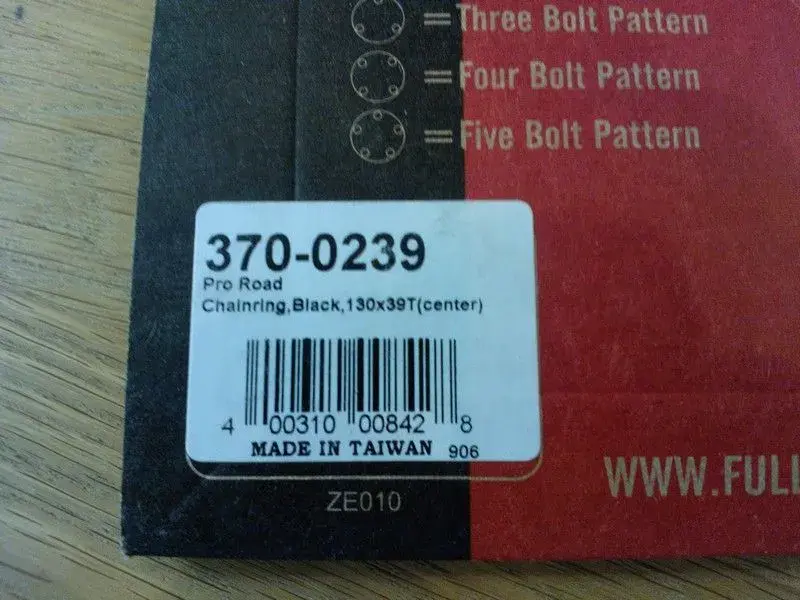 =Three Bolt Pattern
=Four Bolt Pattern
=Five Bolt Pattern
370-0239
Pro Road
Chainring,Black,130x39T(center)
4 00310 00842 8
MADE IN TAIWAN 906
ZE010
WWW.FULL